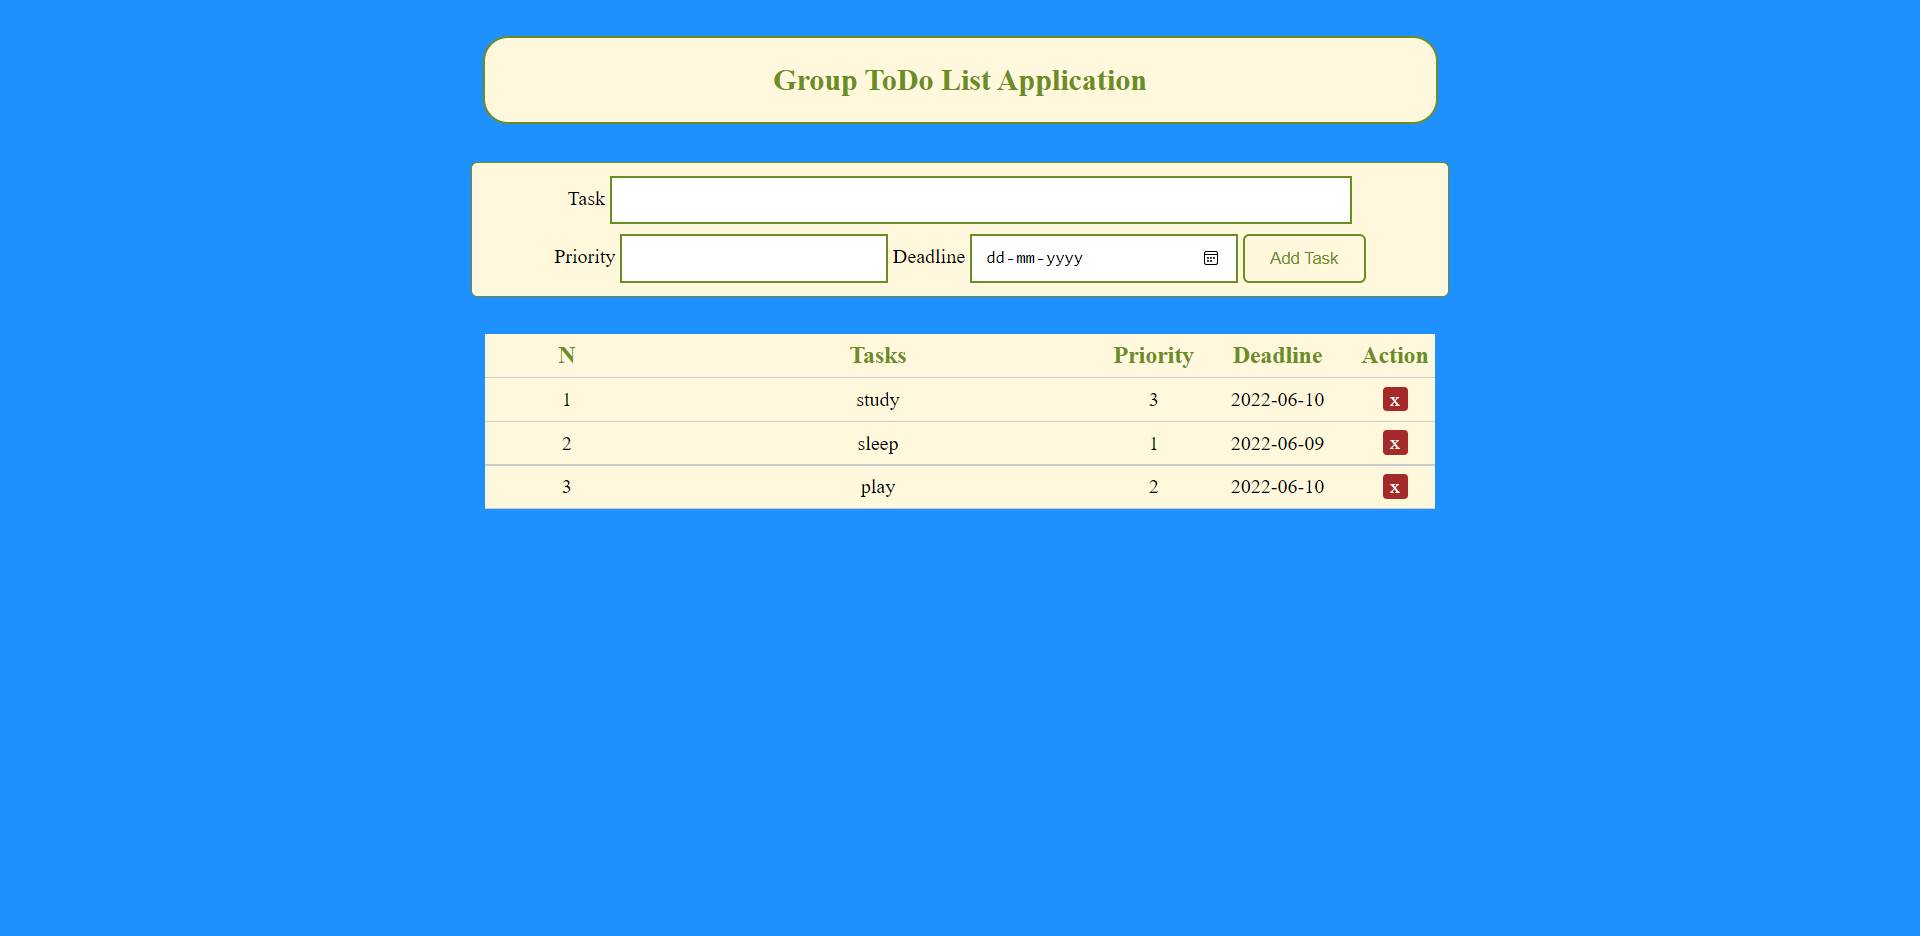 Group ToDo List Application
Task
Priority Deadline dd-mm-yyyy Add Task
N Tasks Priority Deadline Action
1 study 3 2022-06-10 x
2 sleep 1 2022-06-09 x
3 play 2 2022-06-10 x